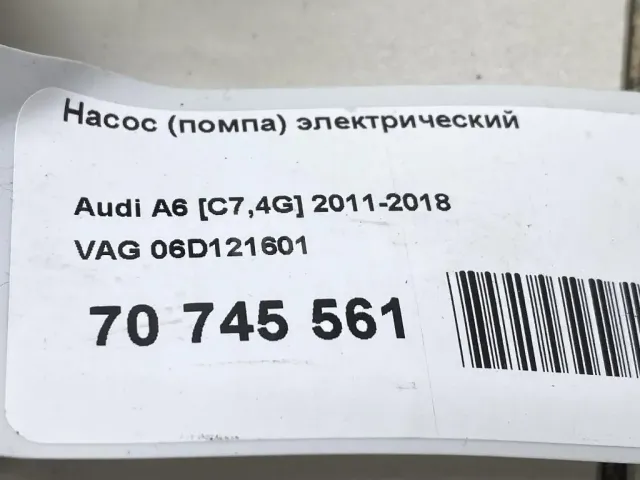 Насос (помпа) электрический
Audi A6 [C7,4G] 2011-2018
VAG 06D121601
70 745 561